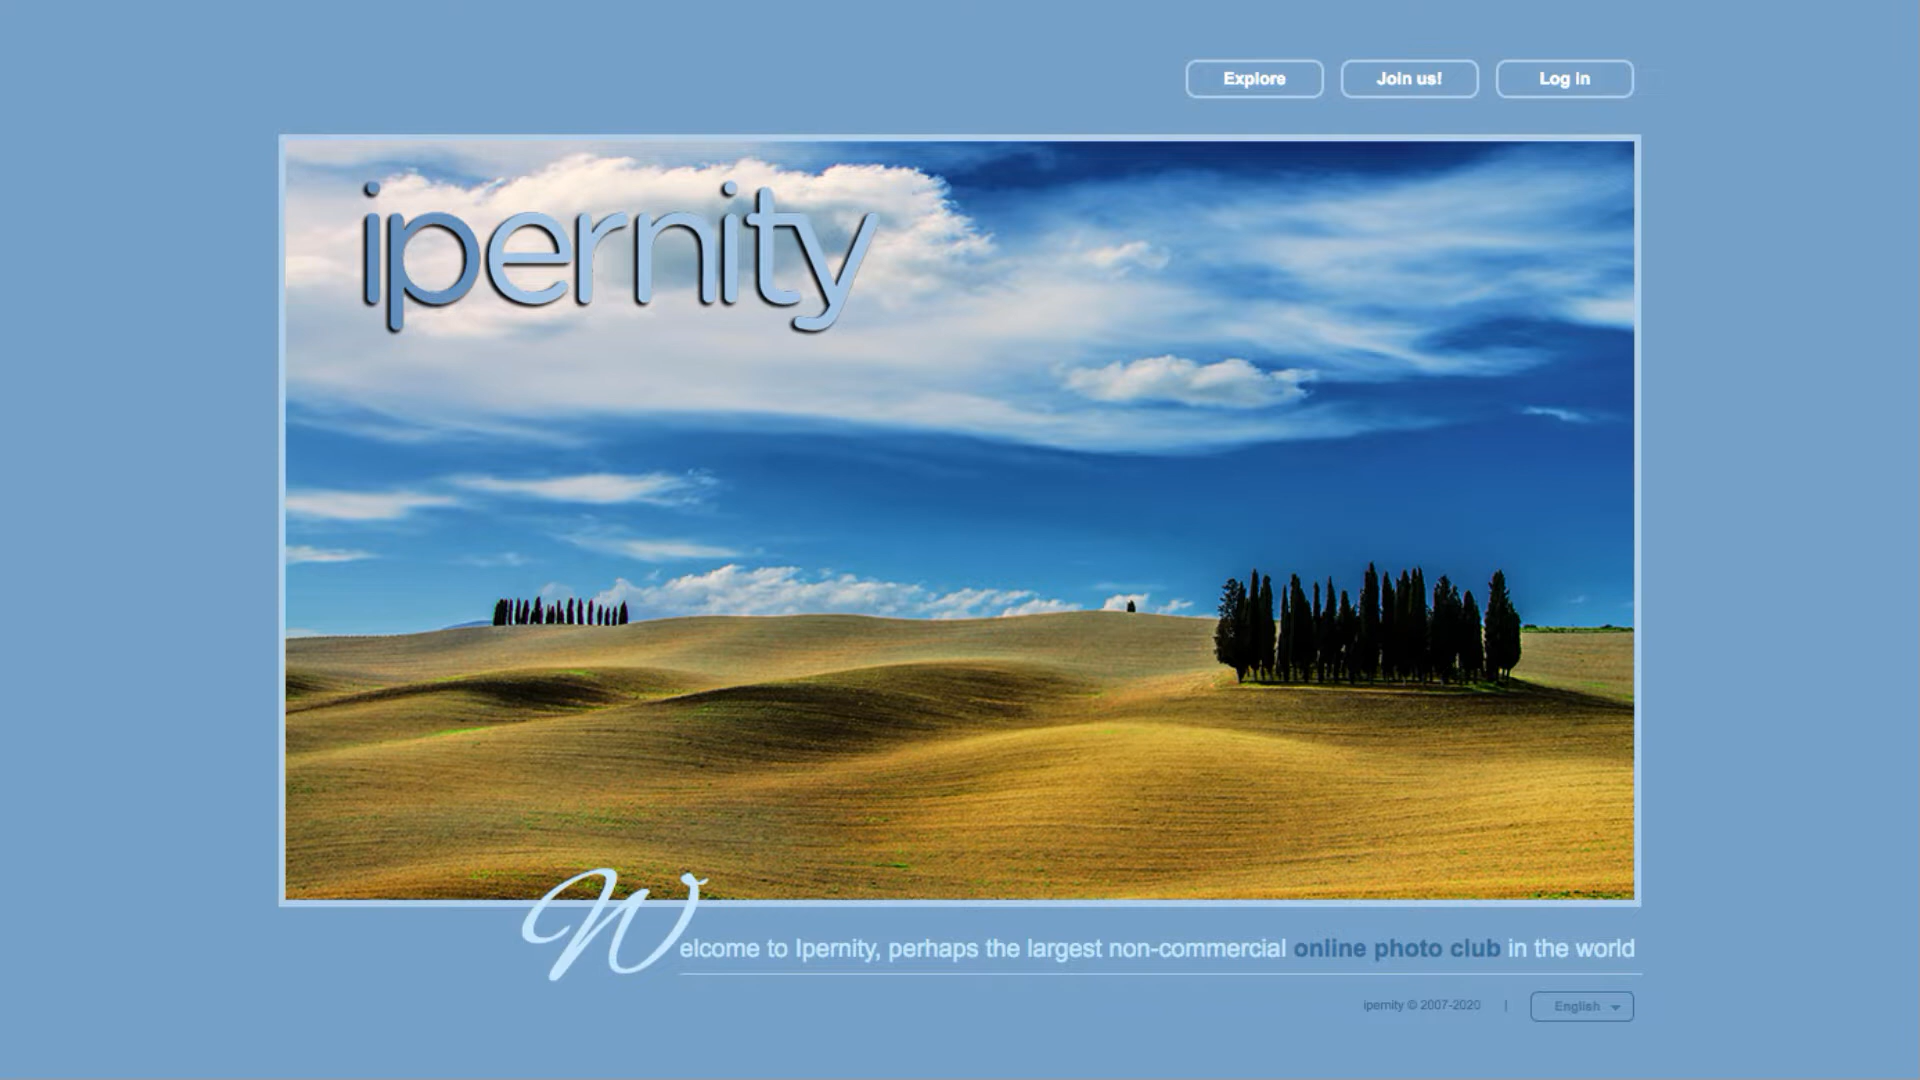 Explore Join us! Log in
ipernity
Welcome to Ipernity, perhaps the largest non-commercial online photo club in the world
ipernity © 2007-2020 | English